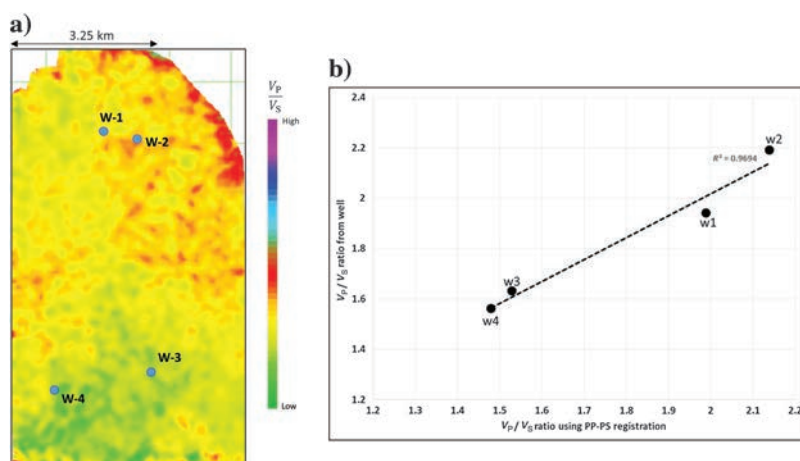 a)
3.25 km
W-1
W-2
W-3
W-4
VP
VS
High
Low
b)
VP / VS ratio from well
2.4
2.2
2
1.8
1.6
1.4
1.2
w2
R² = 0.9694
w1
w3
w4
1.2 1.3 1.4 1.5 1.6 1.7 1.8 1.9 2 2.1 2.2
VP / VS ratio using PP-PS registration